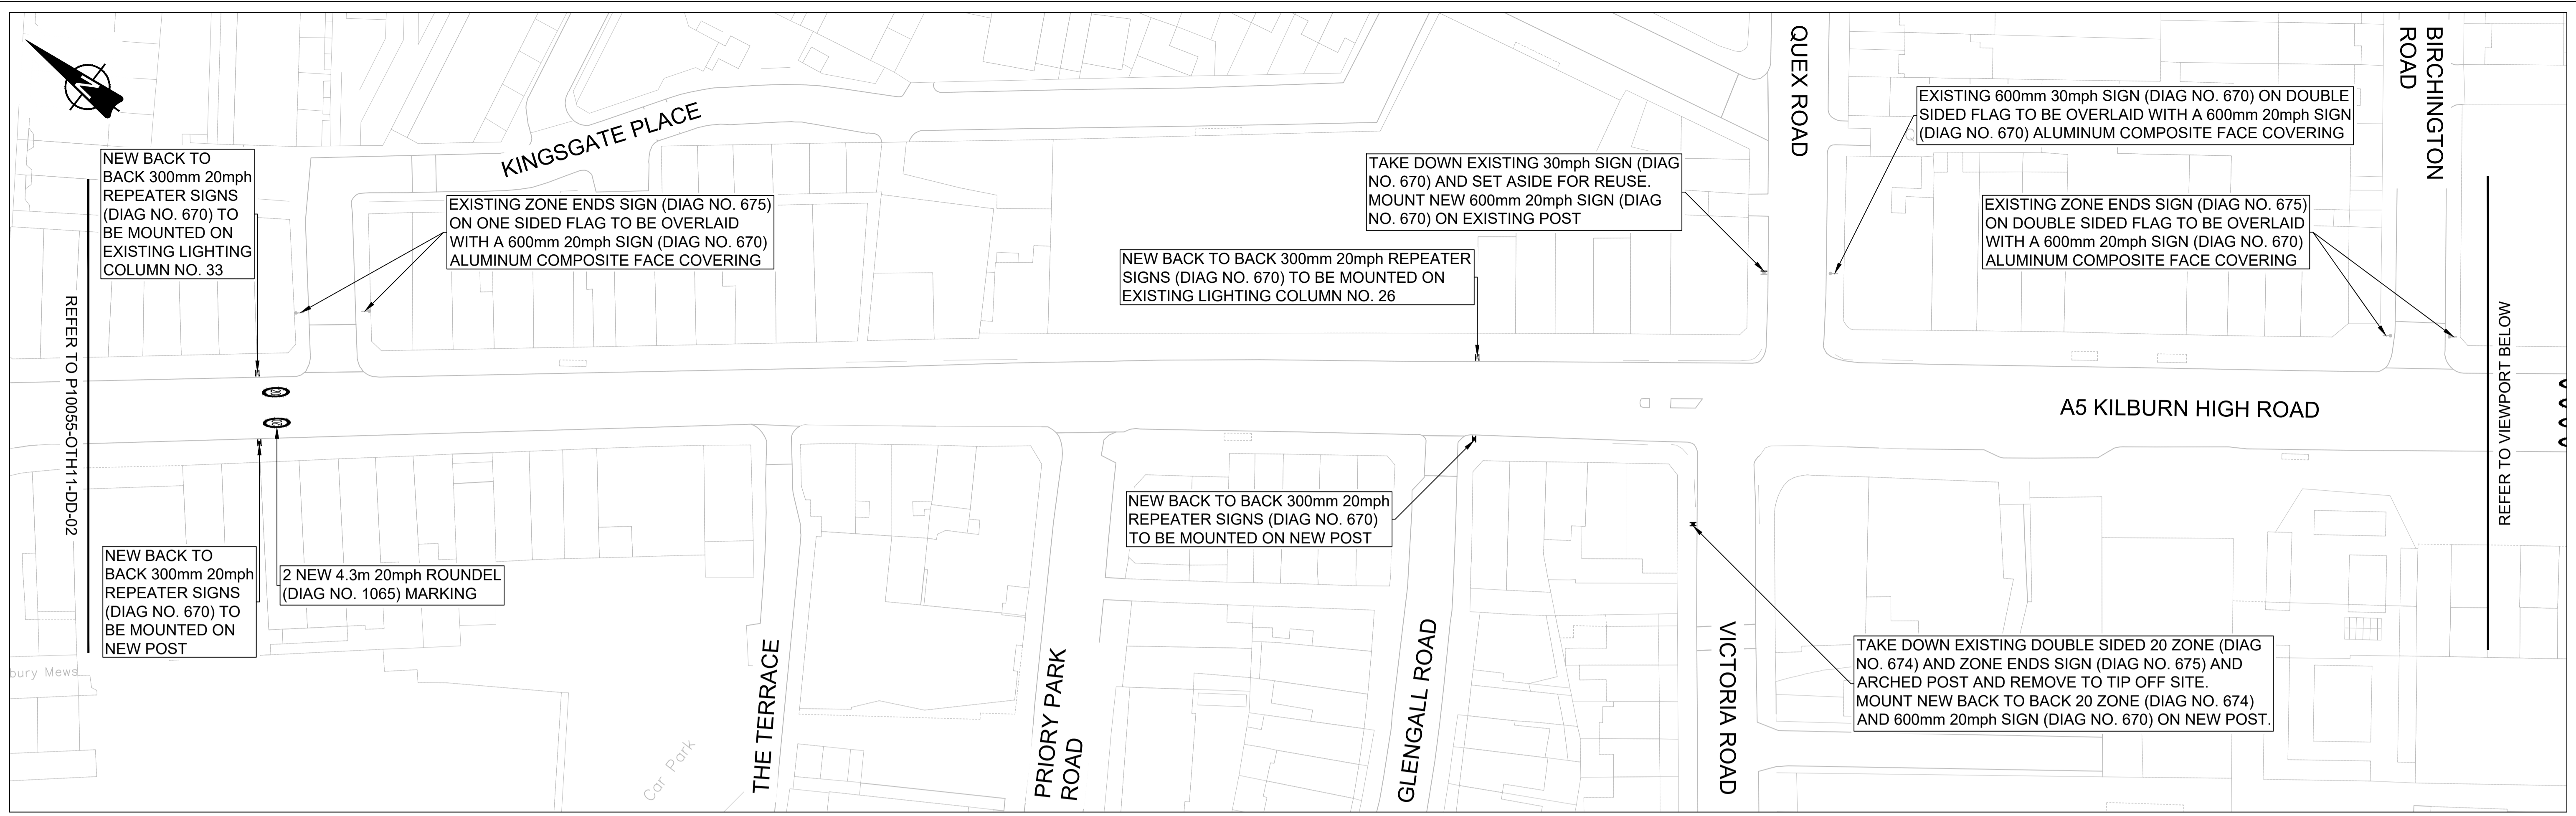 QUEX ROAD
BIRCHINGTON
ROAD
KINGSGATE PLACE
NEW BACK TO
BACK 300mm 20mph
REPEATER SIGNS
(DIAG NO. 670) TO
BE MOUNTED ON
EXISTING LIGHTING
COLUMN NO. 33
EXISTING ZONE ENDS SIGN (DIAG NO. 675)
ON ONE SIDED FLAG TO BE OVERLAID
WITH A 600mm 20mph SIGN (DIAG NO. 670)
ALUMINUM COMPOSITE FACE COVERING
TAKE DOWN EXISTING 30mph SIGN (DIAG
NO. 670) AND SET ASIDE FOR REUSE.
MOUNT NEW 600mm 20mph SIGN (DIAG
NO. 670) ON EXISTING POST
EXISTING 600mm 30mph SIGN (DIAG NO. 670) ON DOUBLE
SIDED FLAG TO BE OVERLAID WITH A 600mm 20mph SIGN
(DIAG NO. 670) ALUMINUM COMPOSITE FACE COVERING
NEW BACK TO BACK 300mm 20mph REPEATER
SIGNS (DIAG NO. 670) TO BE MOUNTED ON
EXISTING LIGHTING COLUMN NO. 26
EXISTING ZONE ENDS SIGN (DIAG NO. 675)
ON DOUBLE SIDED FLAG TO BE OVERLAID
WITH A 600mm 20mph SIGN (DIAG NO. 670)
ALUMINUM COMPOSITE FACE COVERING
REFER TO P10055-OTH11-DD-02
REFER TO VIEWPORT BELOW
A5 KILBURN HIGH ROAD
NEW BACK TO
BACK 300mm 20mph
REPEATER SIGNS
(DIAG NO. 670) TO
BE MOUNTED ON
NEW POST
2 NEW 4.3m 20mph ROUNDEL
(DIAG NO. 1065) MARKING
NEW BACK TO BACK 300mm 20mph
REPEATER SIGNS (DIAG NO. 670)
TO BE MOUNTED ON NEW POST
TAKE DOWN EXISTING DOUBLE SIDED 20 ZONE (DIAG
NO. 674) AND ZONE ENDS SIGN (DIAG NO. 675) AND
ARCHED POST AND REMOVE TO TIP OFF SITE.
MOUNT NEW BACK TO BACK 20 ZONE (DIAG NO. 674)
AND 600mm 20mph SIGN (DIAG NO. 670) ON NEW POST.
bury Mews
Car Park
THE TERRACE
PRIORY PARK
ROAD
GLENGALL ROAD
VICTORIA ROAD